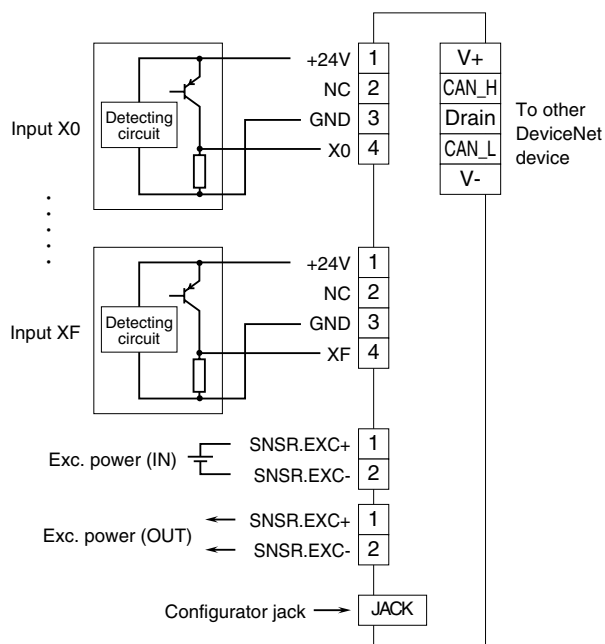 Input X0
Detecting
circuit
+24V 1
NC 2
GND 3
X0 4
V+
CAN_H
Drain
CAN_L
V-
To other
DeviceNet
device
Input XF
Detecting
circuit
+24V 1
NC 2
GND 3
XF 4
Exc. power (IN)
SNSR.EXC+ 1
SNSR.EXC- 2
Exc. power (OUT)
SNSR.EXC+ 1
SNSR.EXC- 2
Configurator jack
JACK